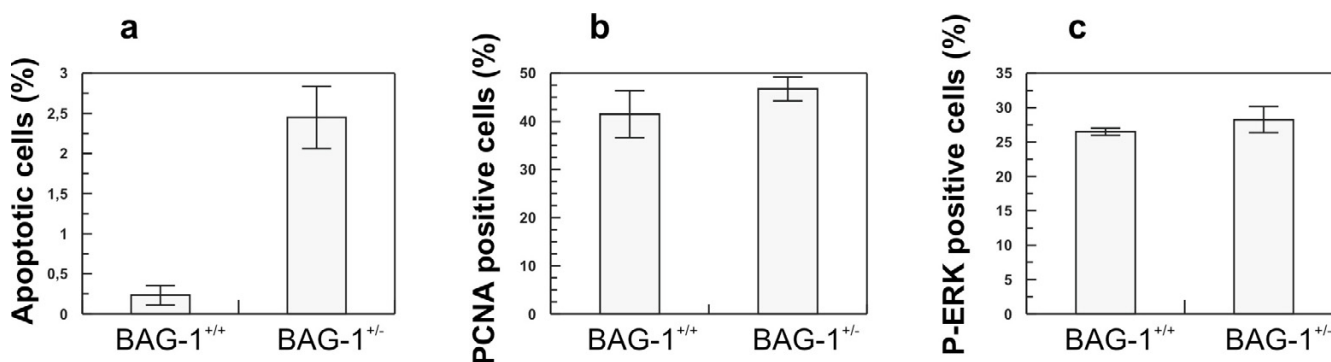 a
Apoptotic cells (%)
3
2,5
2
1,5
1
0,5
0
BAG-1+/+
BAG-1+/-
b
PCNA positive cells (%)
50
40
30
20
10
0
BAG-1+/+
BAG-1+/-
c
P-ERK positive cells (%)
35
30
25
20
15
10
5
0
BAG-1+/+
BAG-1+/-